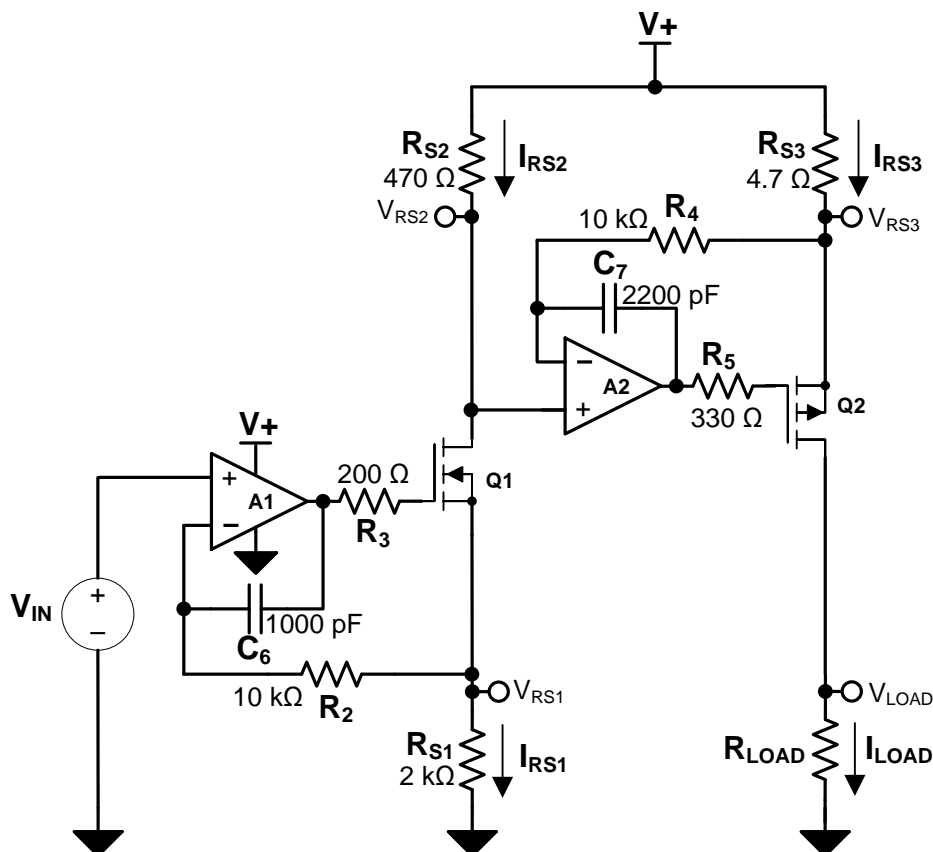 V+
RS2
470 Ω
IRS2
RS3
4.7 Ω
IRS3
VRS2
VRS3
10 kΩ
R4
C7
2200 pF
−
A2
+
R5
330 Ω
Q2
V+
+
A1
−
200 Ω
R3
Q1
VIN
+
−
1000 pF
C6
10 kΩ
R2
VRS1
VLOAD
RS1
2 kΩ
IRS1
RLOAD
ILOAD